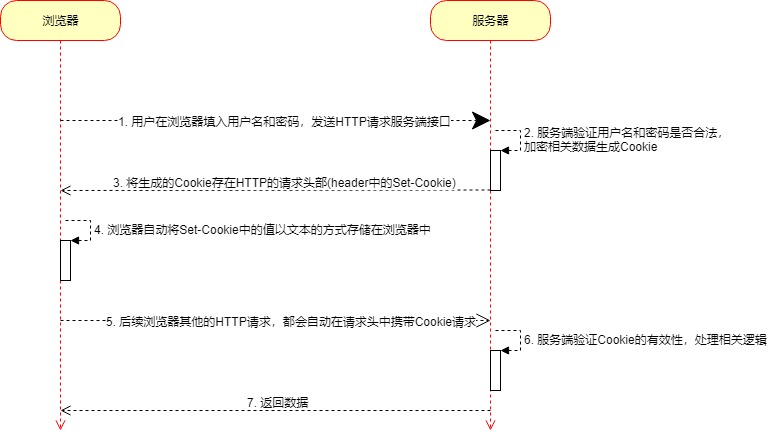 浏览器
服务器
1. 用户在浏览器填入用户名和密码，发送HTTP请求服务端接口
2. 服务端验证用户名和密码是否合法，
加密相关数据生成Cookie
3. 将生成的Cookie存在HTTP的请求头部(header中的Set-Cookie)
4. 浏览器自动将Set-Cookie中的值以文本的方式存储在浏览器中
5. 后续浏览器其他的HTTP请求，都会自动在请求头中携带Cookie请求
6. 服务端验证Cookie的有效性，处理相关逻辑
7. 返回数据